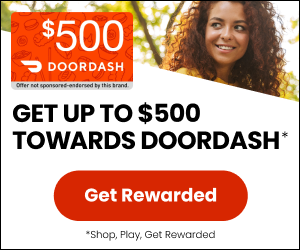 $500
DOORDASH
Offer not sponsored-endorsed by this brand.
GET UP TO $500
TOWARDS DOORDASH*
Get Rewarded
*Shop, Play, Get Rewarded